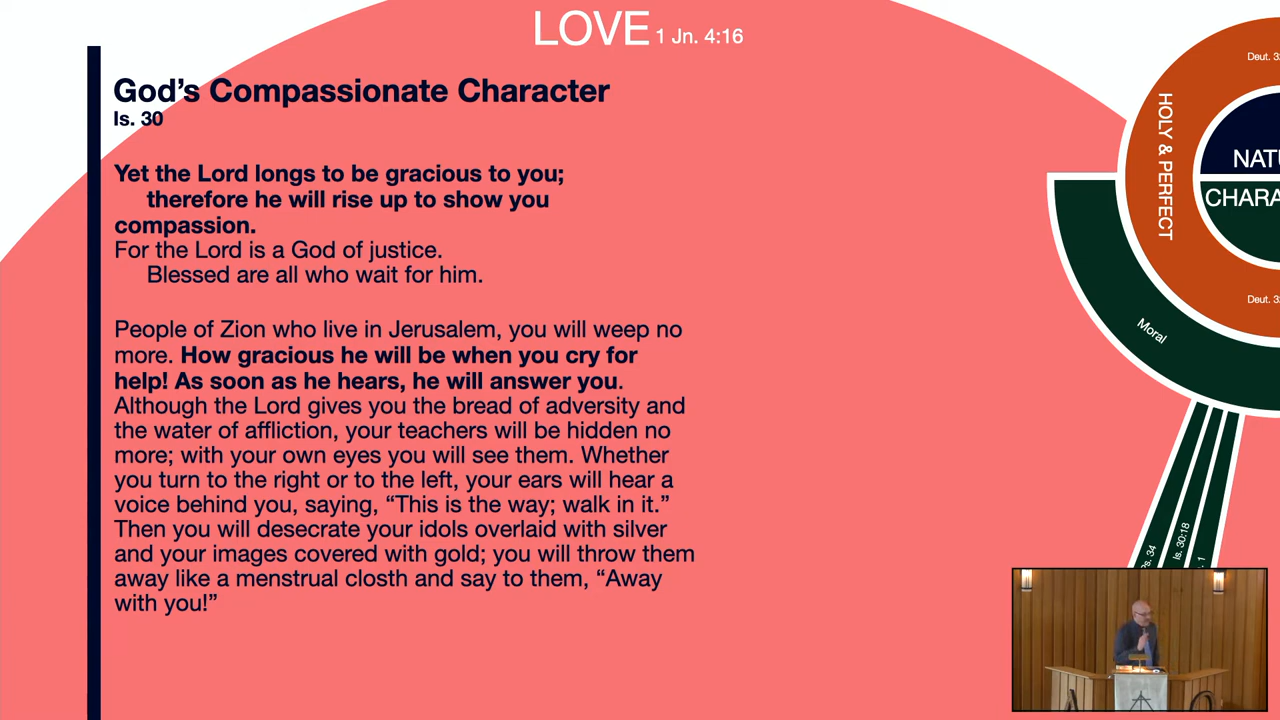 LOVE 1 Jn. 4:16
God's Compassionate Character
Is. 30
Yet the Lord longs to be gracious to you;
therefore he will rise up to show you
compassion.
For the Lord is a God of justice.
Blessed are all who wait for him.
People of Zion who live in Jerusalem, you will weep no
more. How gracious he will be when you cry for
help! As soon as he hears, he will answer you.
Although the Lord gives you the bread of adversity and
the water of affliction, your teachers will be hidden no
more; with your own eyes you will see them. Whether
you turn to the right or to the left, your ears will hear a
voice behind you, saying, “This is the way; walk in it.”
Then you will desecrate your idols overlaid with silver
and your images covered with gold; you will throw them
away like a menstrual closth and say to them, “Away
with you!”
Deut. 32
HOLY & PERFECT
NATU
CHARA
Deut. 32
Moral
Ps. 34
Is. 30:18